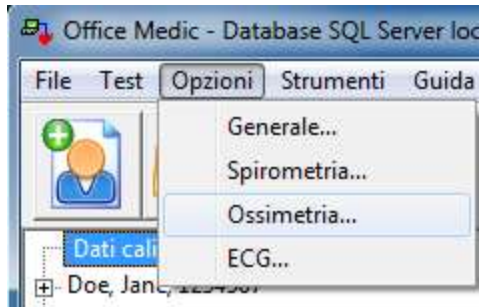 Office Medic - Database SQL Server loc
File Test Opzioni Strumenti Guida
Generale...
Spirometria...
Ossimetria...
ECG...
Dati cali
Doe, Jane, 1234567